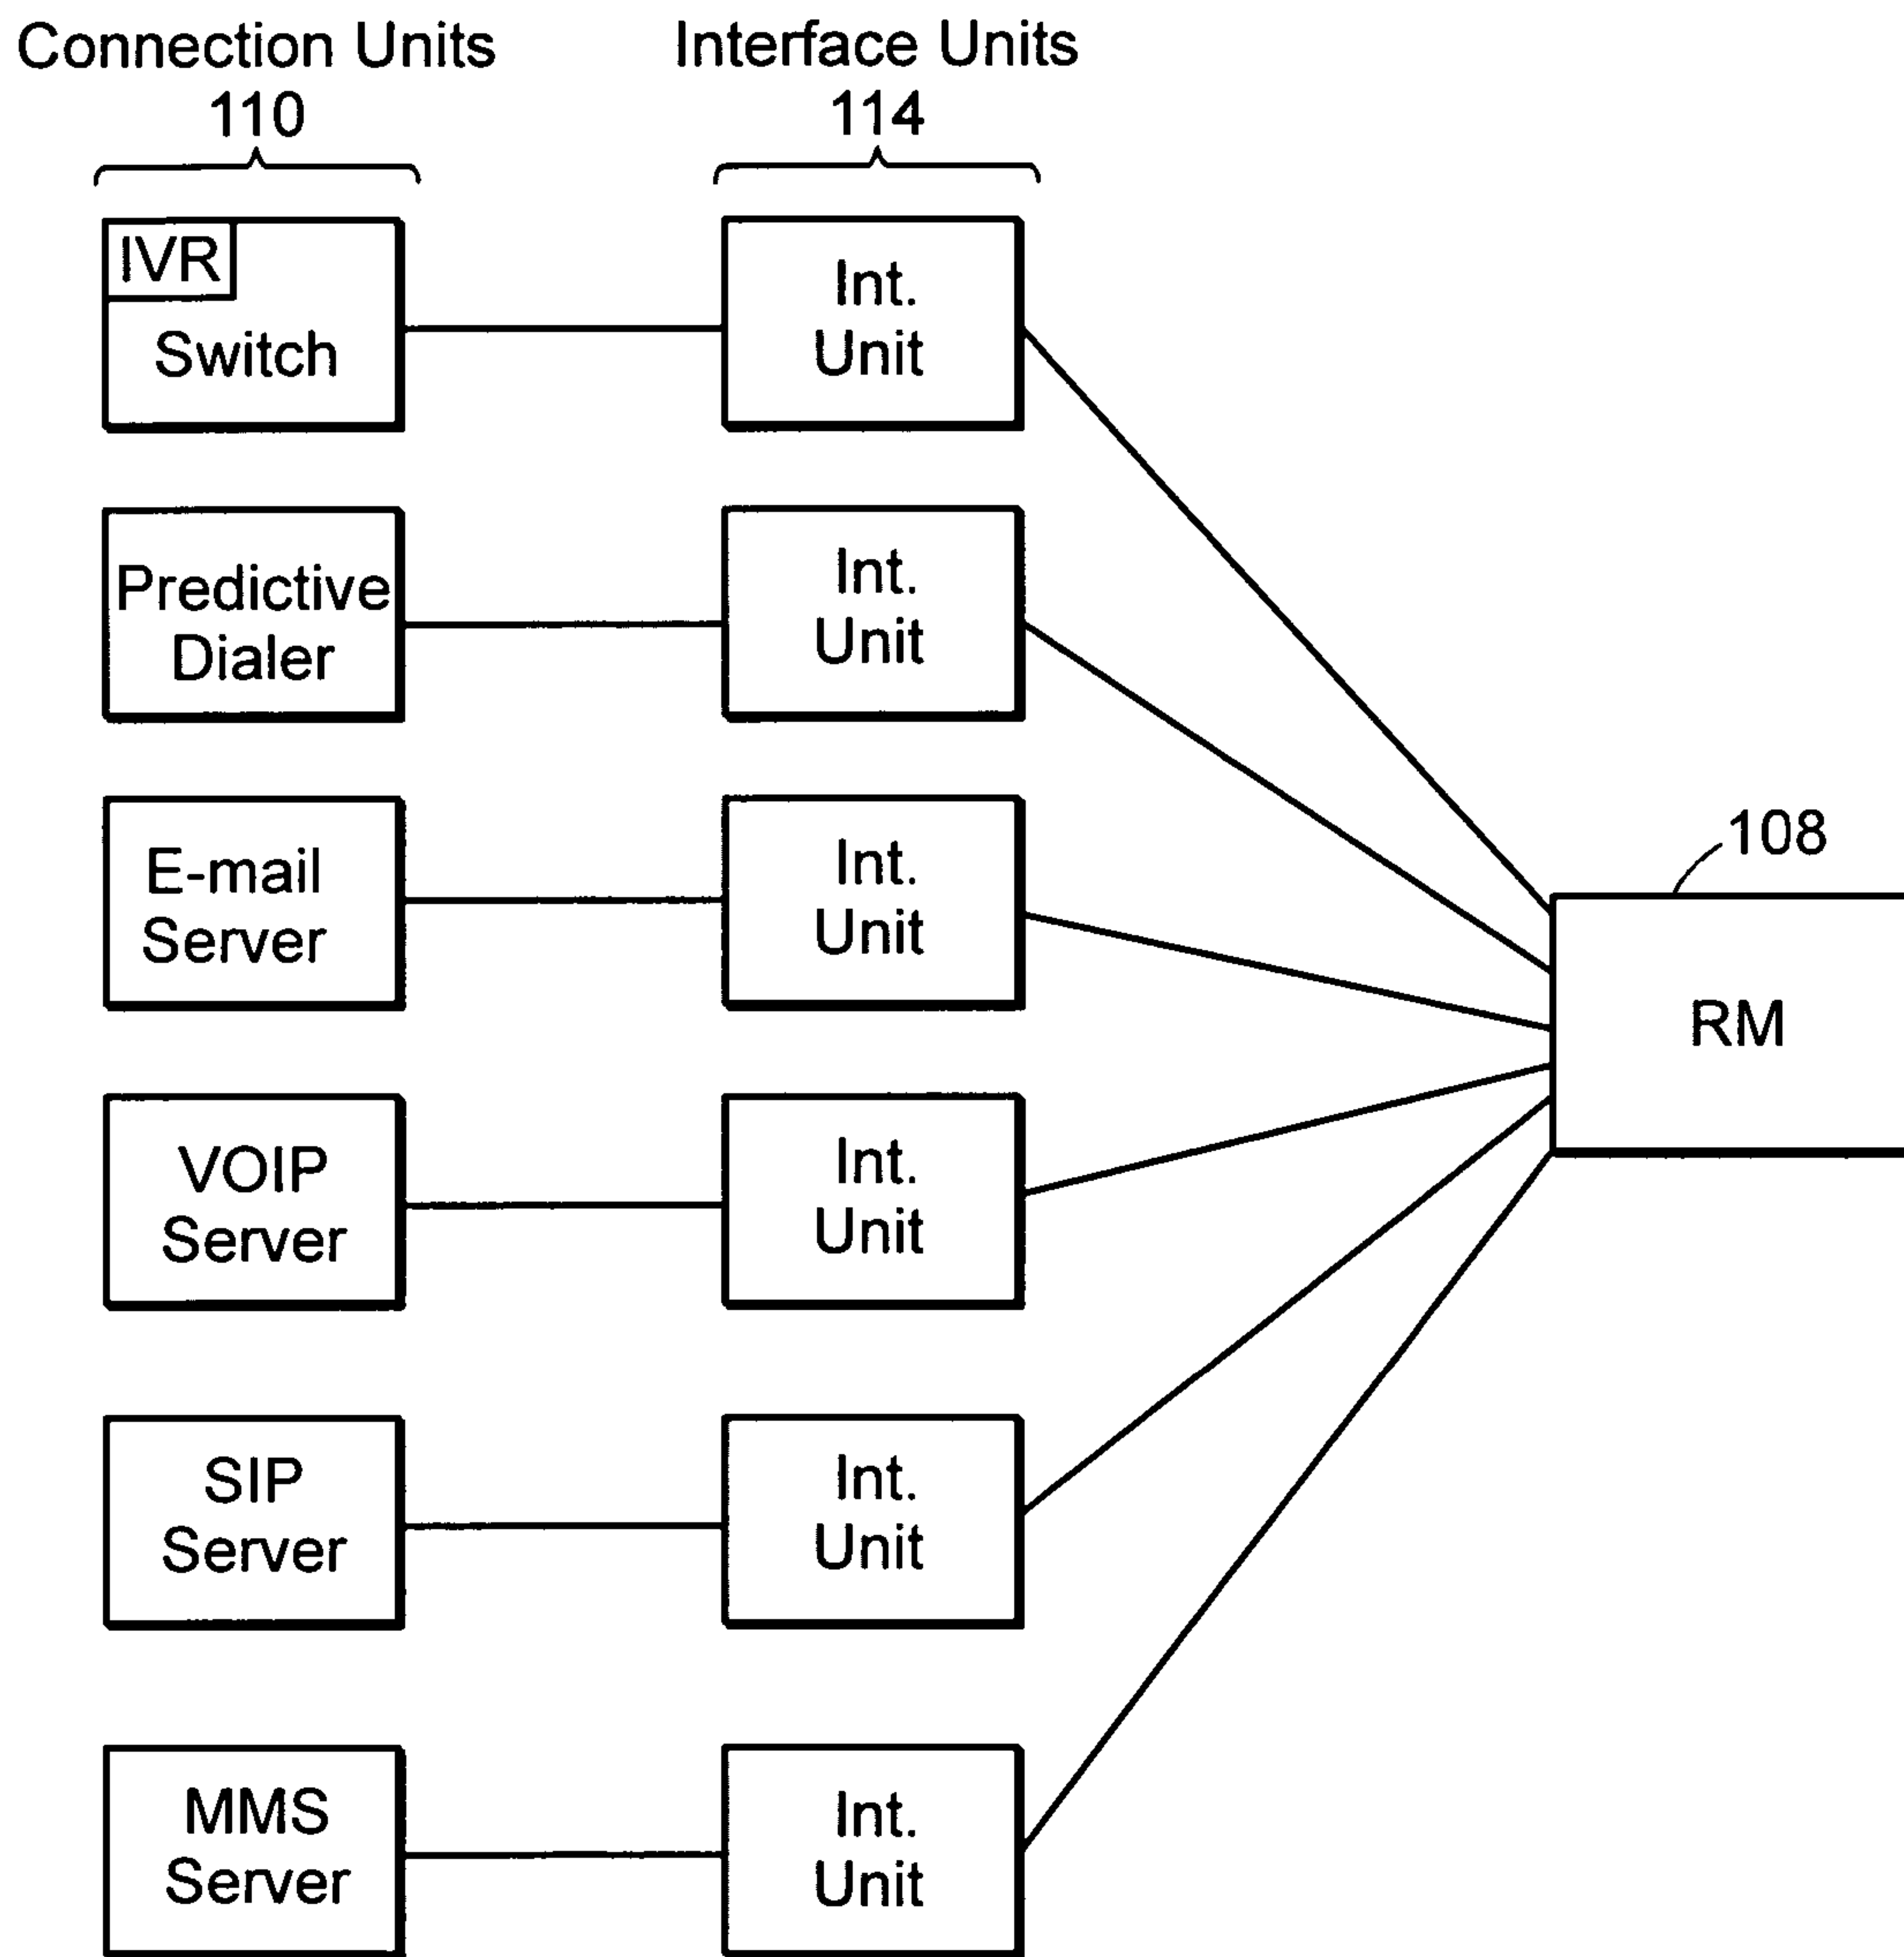 Connection Units
110
Interface Units
114
IVR
Switch
Int.
Unit
Predictive
Dialer
Int.
Unit
E-mail
Server
Int.
Unit
108
RM
VOIP
Server
Int.
Unit
SIP
Server
Int.
Unit
MMS
Server
Int.
Unit